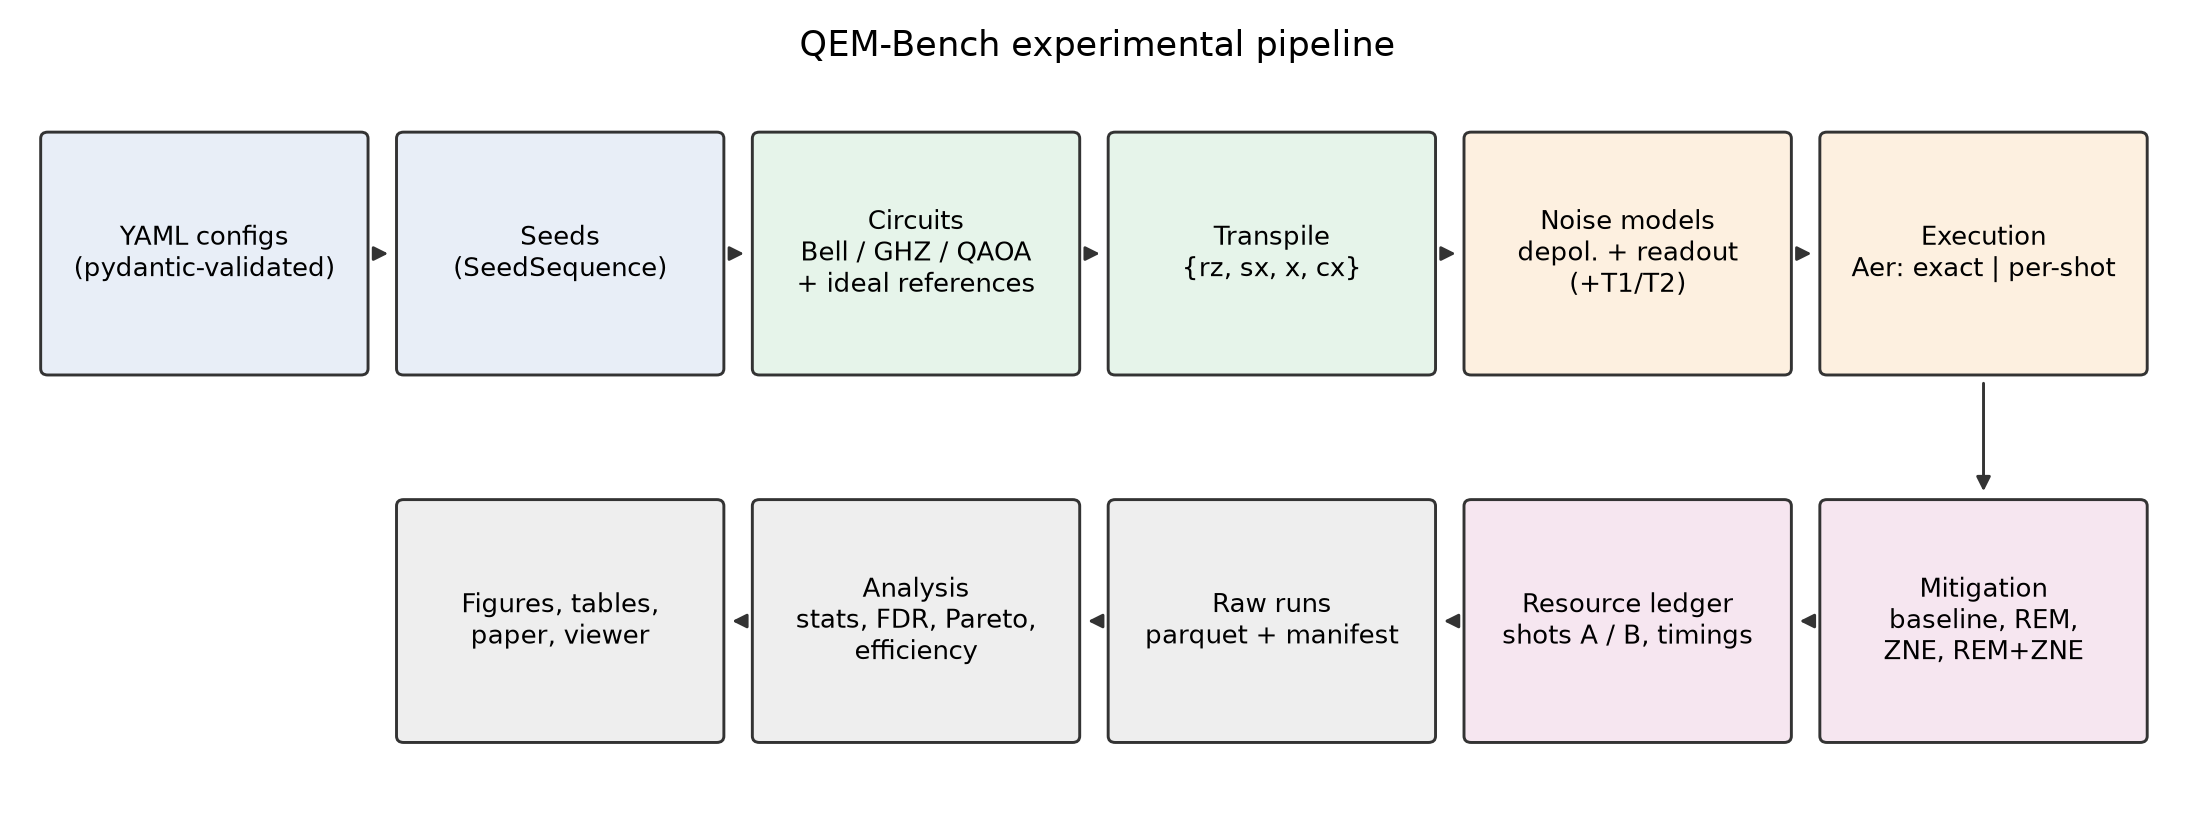 QEM-Bench experimental pipeline
YAML configs
(pydantic-validated)
Seeds
(SeedSequence)
Circuits
Bell / GHZ / QAOA
+ ideal references
Transpile
{rz, sx, x, cx}
Noise models
depol. + readout
(+T1/T2)
Execution
Aer: exact | per-shot
Mitigation
baseline, REM,
ZNE, REM+ZNE
Resource ledger
shots A / B, timings
Raw runs
parquet + manifest
Analysis
stats, FDR, Pareto,
efficiency
Figures, tables,
paper, viewer